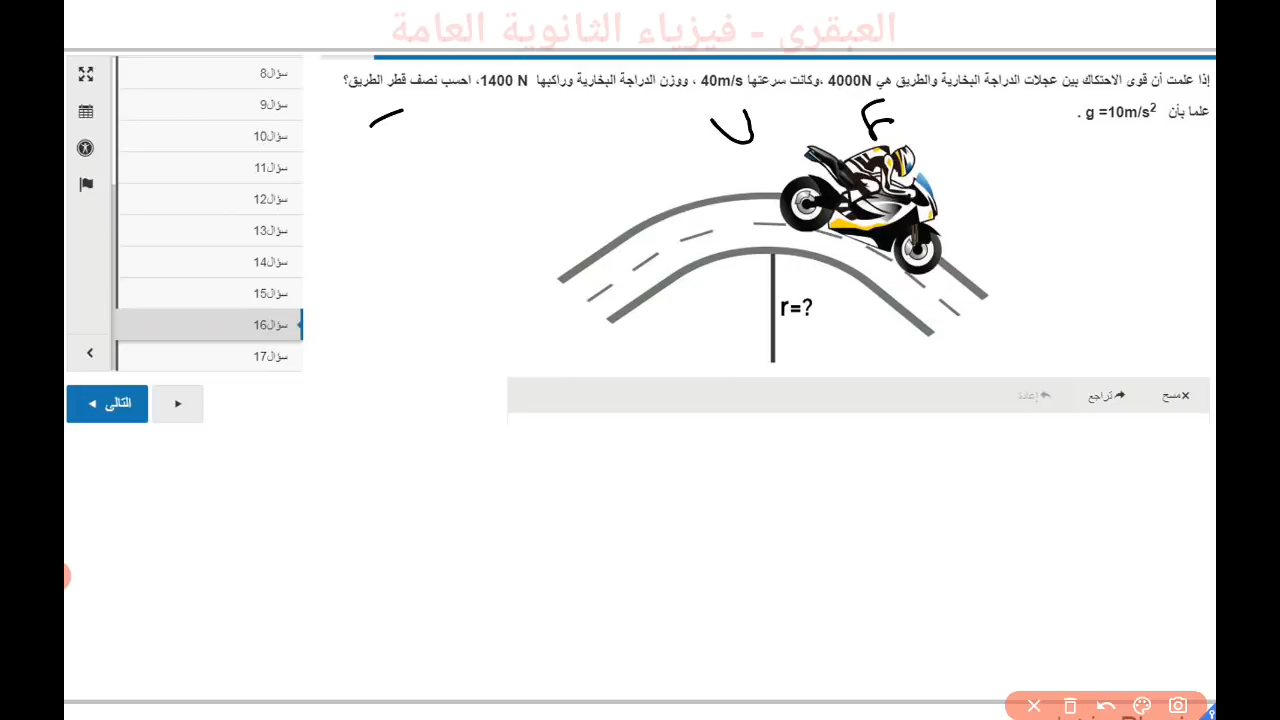 العبقرى - فيزياء الثانوية العامة
إذا علمت أن قوى الاحتكاك بين عجلات الدراجة البخارية والطريق هي 4000N ،وكانت سرعتها 40m/s ، ووزن الدراجة البخارية وراكبها 1400 N، احسب نصف قطر الطريق؟
علما بأن g =10m/s² .
F
v
r=?
مسح
تراجع
إعادة
سؤال8
سؤال9
سؤال10
سؤال11
سؤال12
سؤال13
سؤال14
سؤال15
سؤال16
سؤال17
التالى